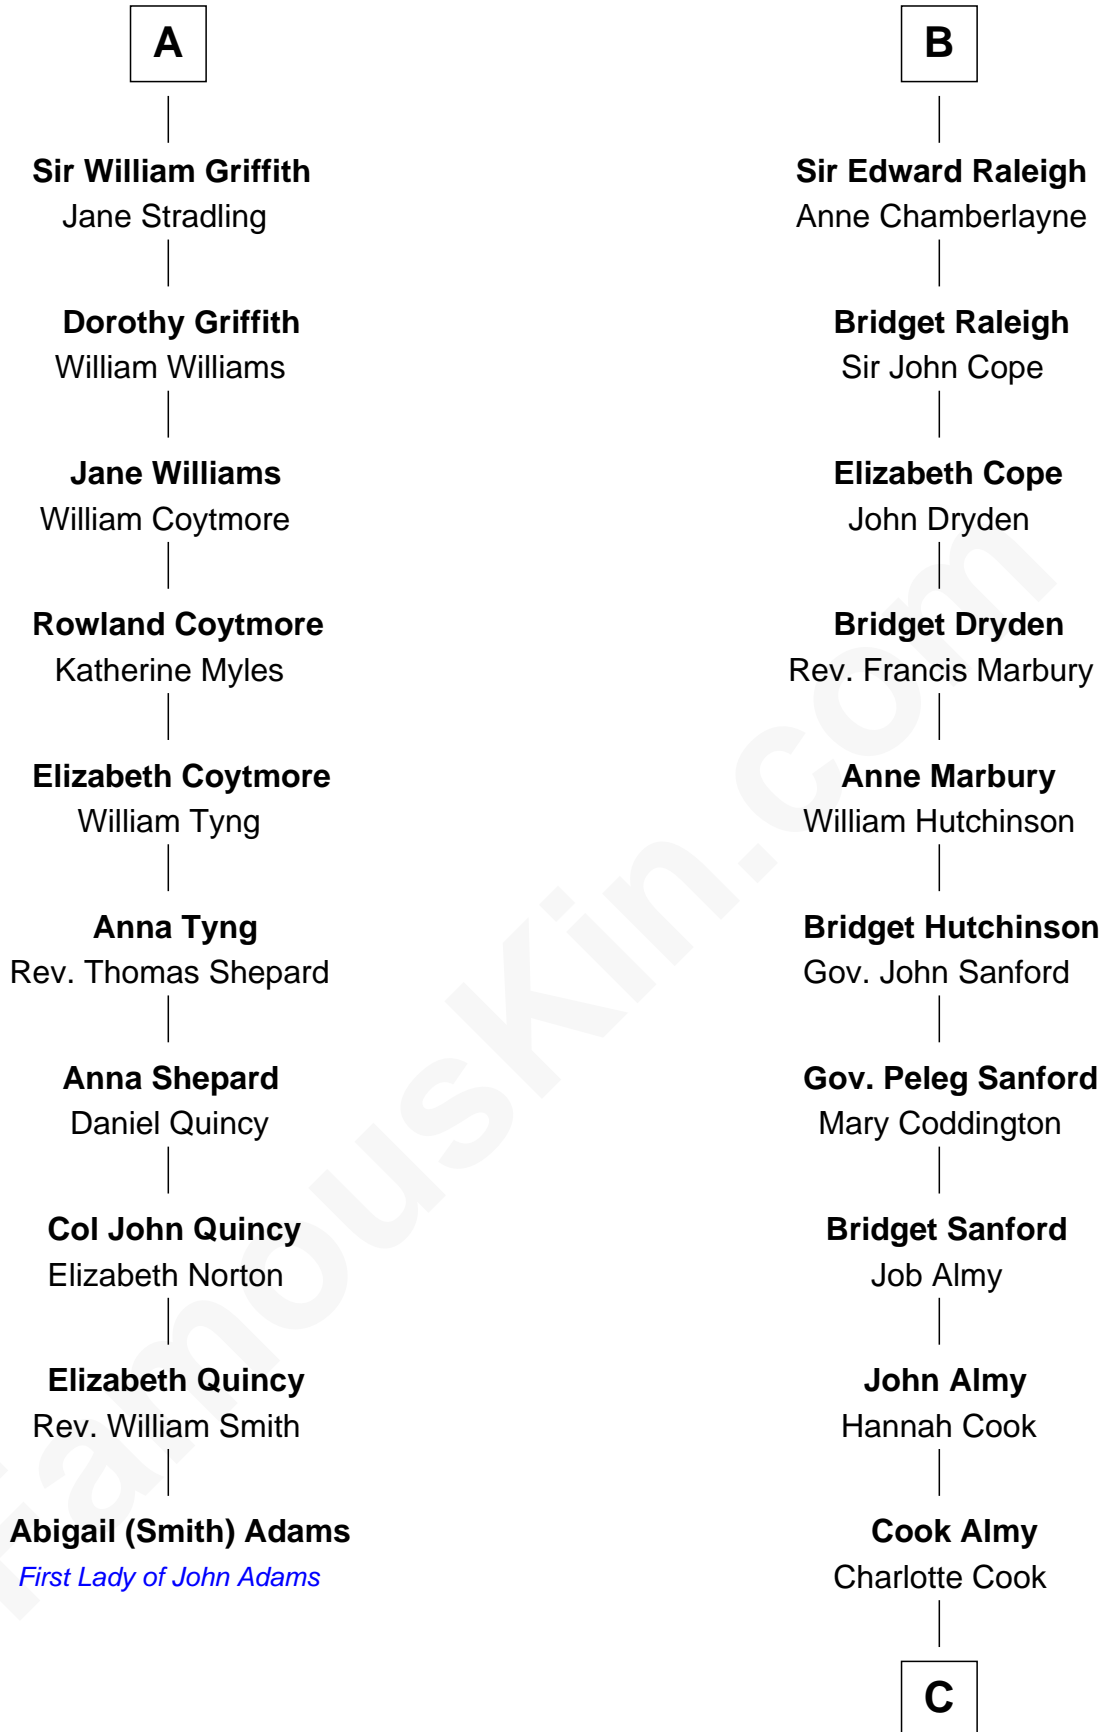 A
Sir William Griffith
Jane Stradling
Dorothy Griffith
William Williams
Jane Williams
William Coytmore
Rowland Coytmore
Katherine Myles
Elizabeth Coytmore
William Tyng
Anna Tyng
Rev. Thomas Shepard
Anna Shepard
Daniel Quincy
Col John Quincy
Elizabeth Norton
Elizabeth Quincy
Rev. William Smith
Abigail (Smith) Adams
First Lady of John Adams
B
Sir Edward Raleigh
Anne Chamberlayne
Bridget Raleigh
Sir John Cope
Elizabeth Cope
John Dryden
Bridget Dryden
Rev. Francis Marbury
Anne Marbury
William Hutchinson
Bridget Hutchinson
Gov. John Sanford
Gov. Peleg Sanford
Mary Coddington
Bridget Sanford
Job Almy
John Almy
Hannah Cook
Cook Almy
Charlotte Cook
C
FamousKin.com